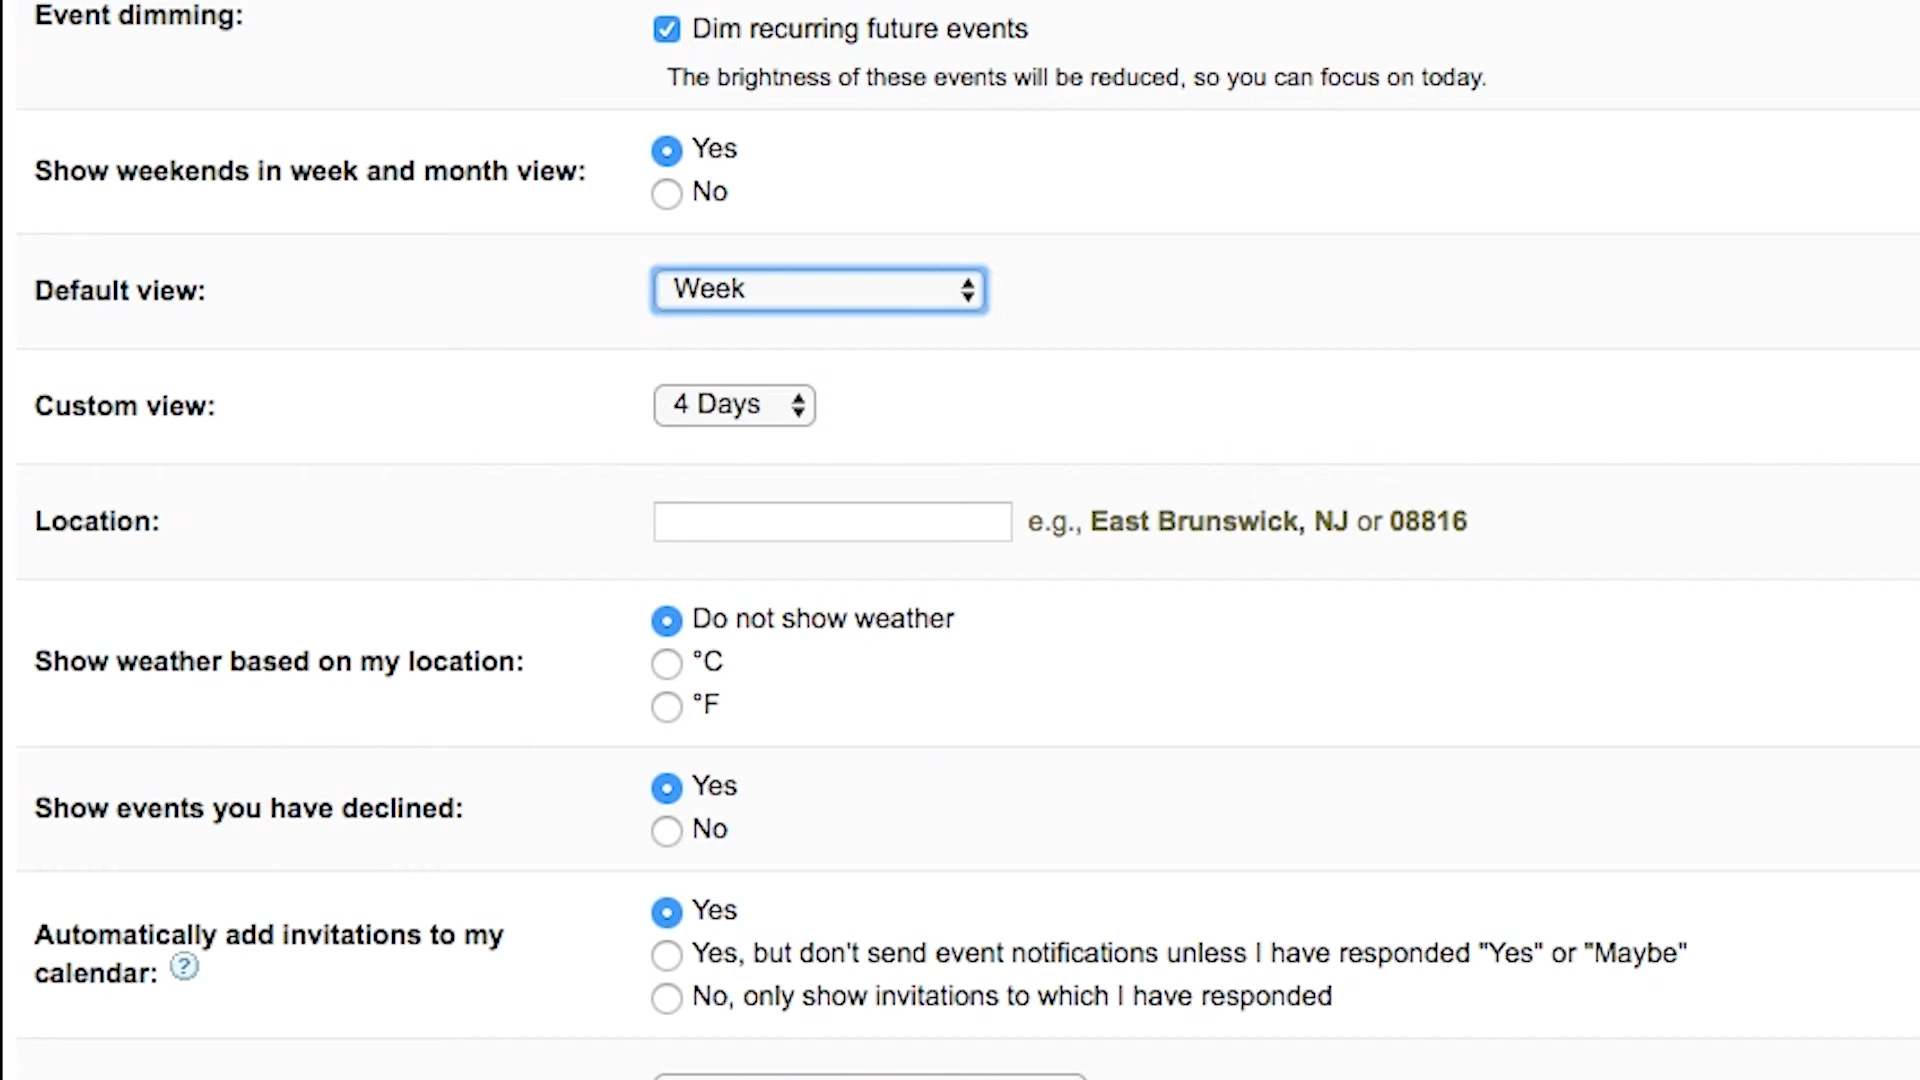 Event dimming:
Dim recurring future events
The brightness of these events will be reduced, so you can focus on today.
Show weekends in week and month view:
Yes
No
Default view:
Week
Custom view:
4 Days
Location:
e.g., East Brunswick, NJ or 08816
Show weather based on my location:
Do not show weather
°C
°F
Show events you have declined:
Yes
No
Automatically add invitations to my
calendar: ?
Yes
Yes, but don't send event notifications unless I have responded "Yes" or "Maybe"
No, only show invitations to which I have responded